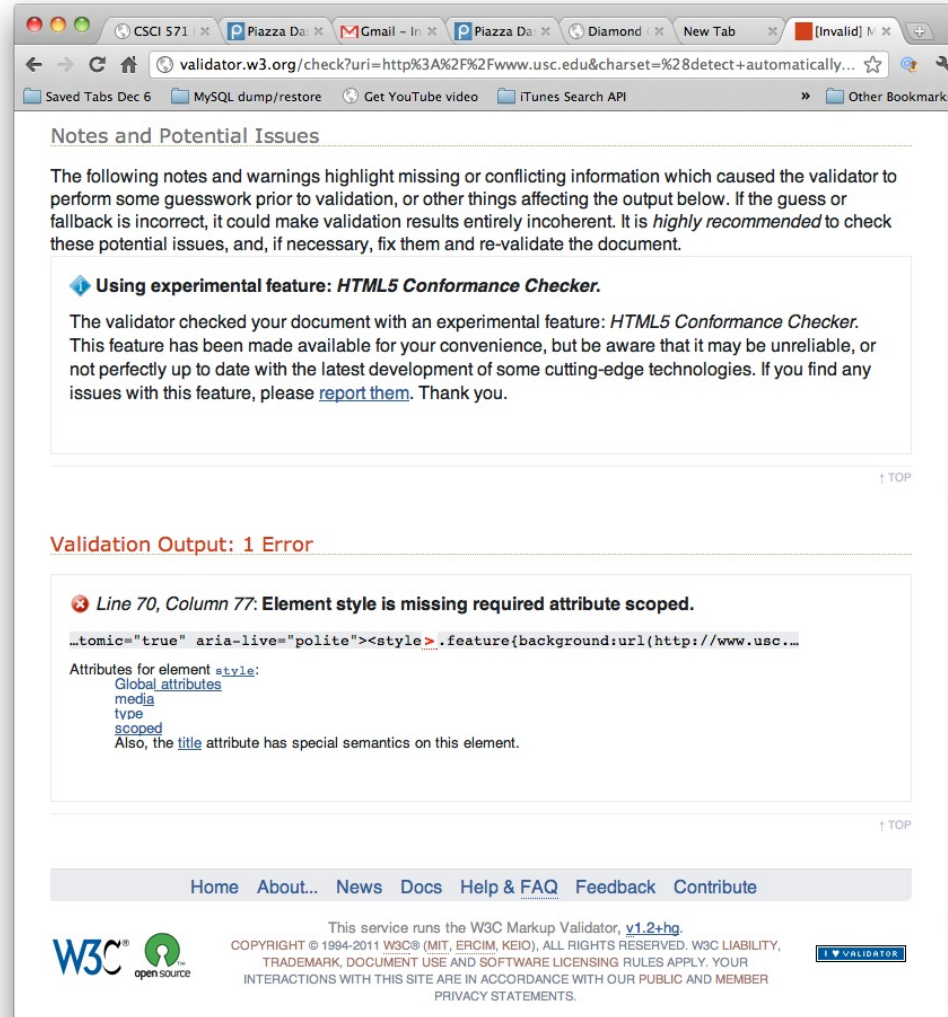 CSCI 571
Piazza Da
Gmail – In
Piazza Da
Diamond
New Tab
[Invalid] M
validator.w3.org/check?uri=http%3A%2F%2Fwww.usc.edu&charset=%28detect+automatically...
Saved Tabs Dec 6 MySQL dump/restore Get YouTube video iTunes Search API » Other Bookmark
Notes and Potential Issues
The following notes and warnings highlight missing or conflicting information which caused the validator to
perform some guesswork prior to validation, or other things affecting the output below. If the guess or
fallback is incorrect, it could make validation results entirely incoherent. It is highly recommended to check
these potential issues, and, if necessary, fix them and re-validate the document.
Using experimental feature: HTML5 Conformance Checker.
The validator checked your document with an experimental feature: HTML5 Conformance Checker.
This feature has been made available for your convenience, but be aware that it may be unreliable, or
not perfectly up to date with the latest development of some cutting-edge technologies. If you find any
issues with this feature, please report them. Thank you.
↑ TOP
Validation Output: 1 Error
Line 70, Column 77: Element style is missing required attribute scoped.
…tomic="true" aria-live="polite"><style>.feature{background:url(http://www.usc.…
Attributes for element style:
Global attributes
media
type
scoped
Also, the title attribute has special semantics on this element.
↑ TOP
Home About... News Docs Help & FAQ Feedback Contribute
W3C®
open source
This service runs the W3C Markup Validator, v1.2+hg.
COPYRIGHT © 1994-2011 W3C® (MIT, ERCIM, KEIO), ALL RIGHTS RESERVED. W3C LIABILITY,
TRADEMARK, DOCUMENT USE AND SOFTWARE LICENSING RULES APPLY. YOUR
INTERACTIONS WITH THIS SITE ARE IN ACCORDANCE WITH OUR PUBLIC AND MEMBER
PRIVACY STATEMENTS.
I ♥ VALIDATOR